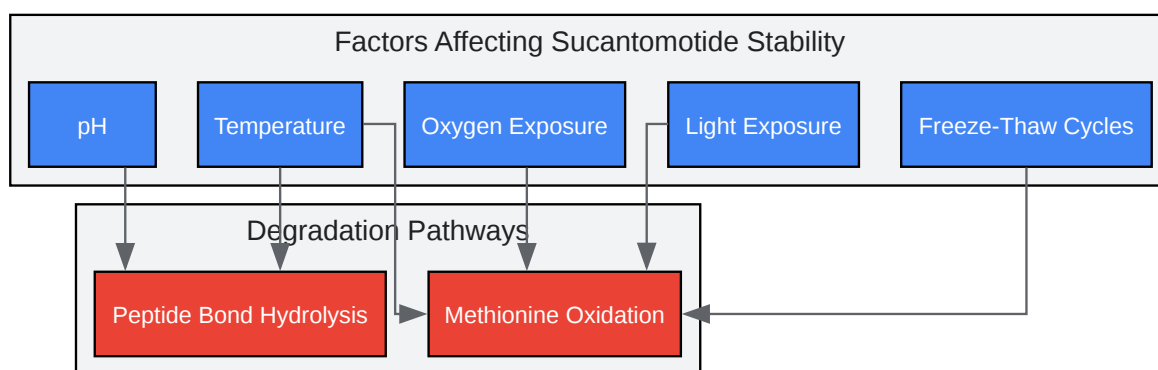 Factors Affecting Sucantomotide Stability
pH
Temperature
Oxygen Exposure
Light Exposure
Freeze-Thaw Cycles
Degradation Pathways
Peptide Bond Hydrolysis
Methionine Oxidation